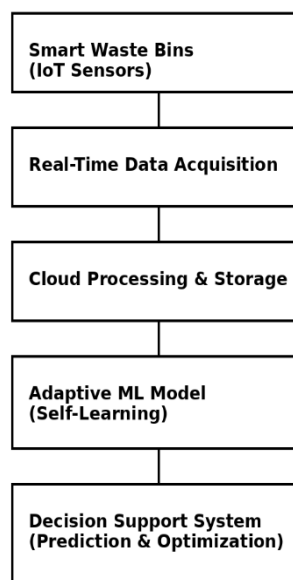 Smart Waste Bins
(IoT Sensors)
Real-Time Data Acquisition
Cloud Processing & Storage
Adaptive ML Model
(Self-Learning)
Decision Support System
(Prediction & Optimization)